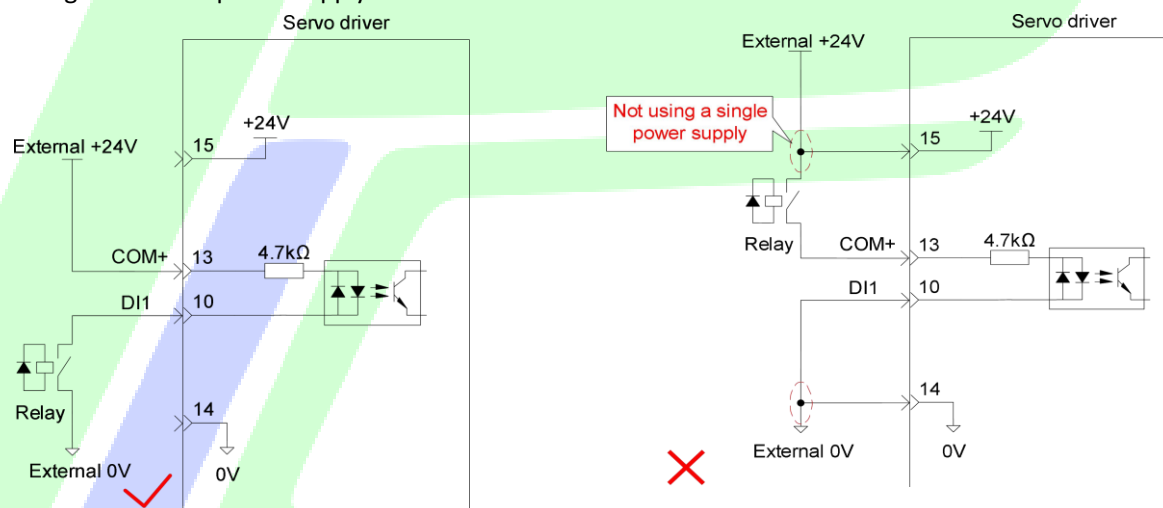 Servo driver
External +24V
15
+24V
COM+
13
4.7kΩ
DI1
10
Relay
14
External 0V
0V
Servo driver
External +24V
Not using a single
power supply
15
+24V
Relay
COM+
13
4.7kΩ
DI1
10
14
External 0V
0V